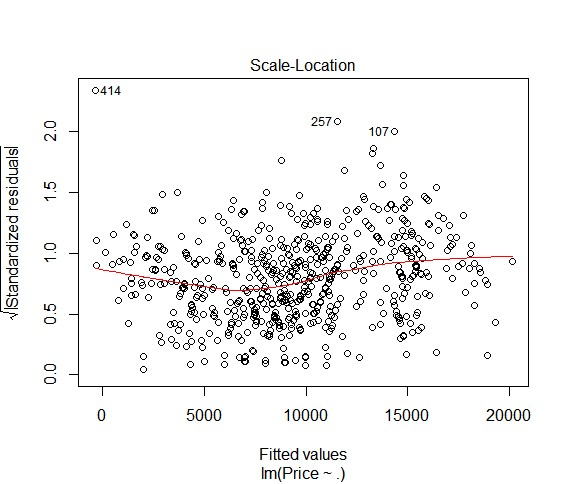 Scale-Location
414
257
107
√|Standardized residuals|
0.0 0.5 1.0 1.5 2.0
0 5000 10000 15000 20000
Fitted values
lm(Price ~ .)